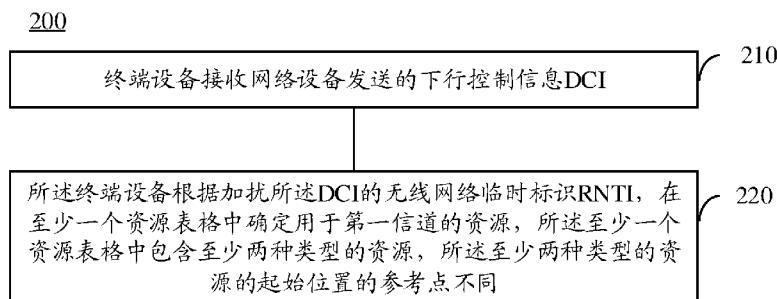 200
终端设备接收网络设备发送的下行控制信息DCI
210
所述终端设备根据加扰所述DCI的无线网络临时标识RNTI，在
至少一个资源表格中确定用于第一信道的资源，所述至少一个
资源表格中包含至少两种类型的资源，所述至少两种类型的资
源的起始位置的参考点不同
220